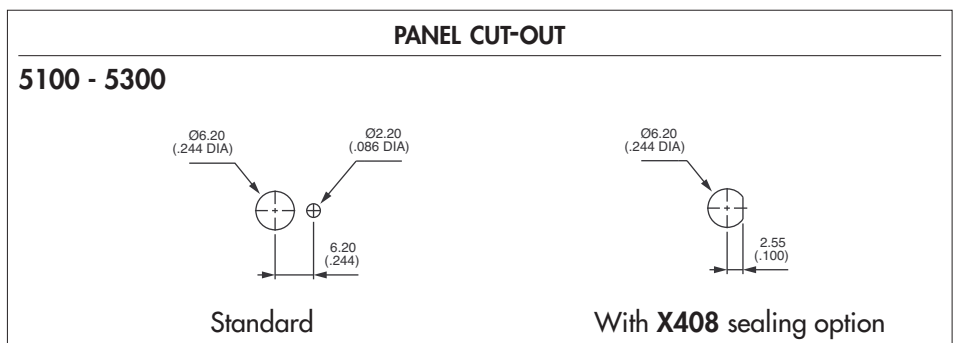 PANEL CUT-OUT
5100 - 5300
Ø6.20
(.244 DIA)
Ø2.20
(.086 DIA)
6.20
(.244)
Standard
Ø6.20
(.244 DIA)
2.55
(.100)
With X408 sealing option